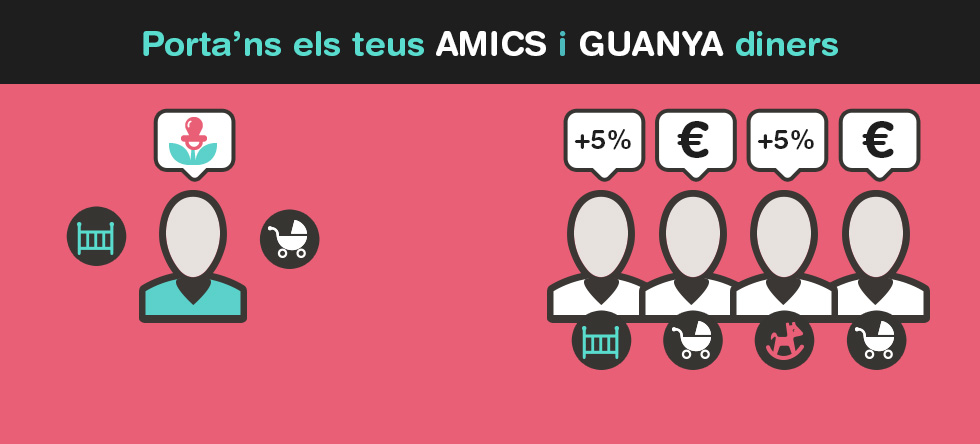 Porta’ns els teus AMICS i GUANYA diners
+5% € +5% €